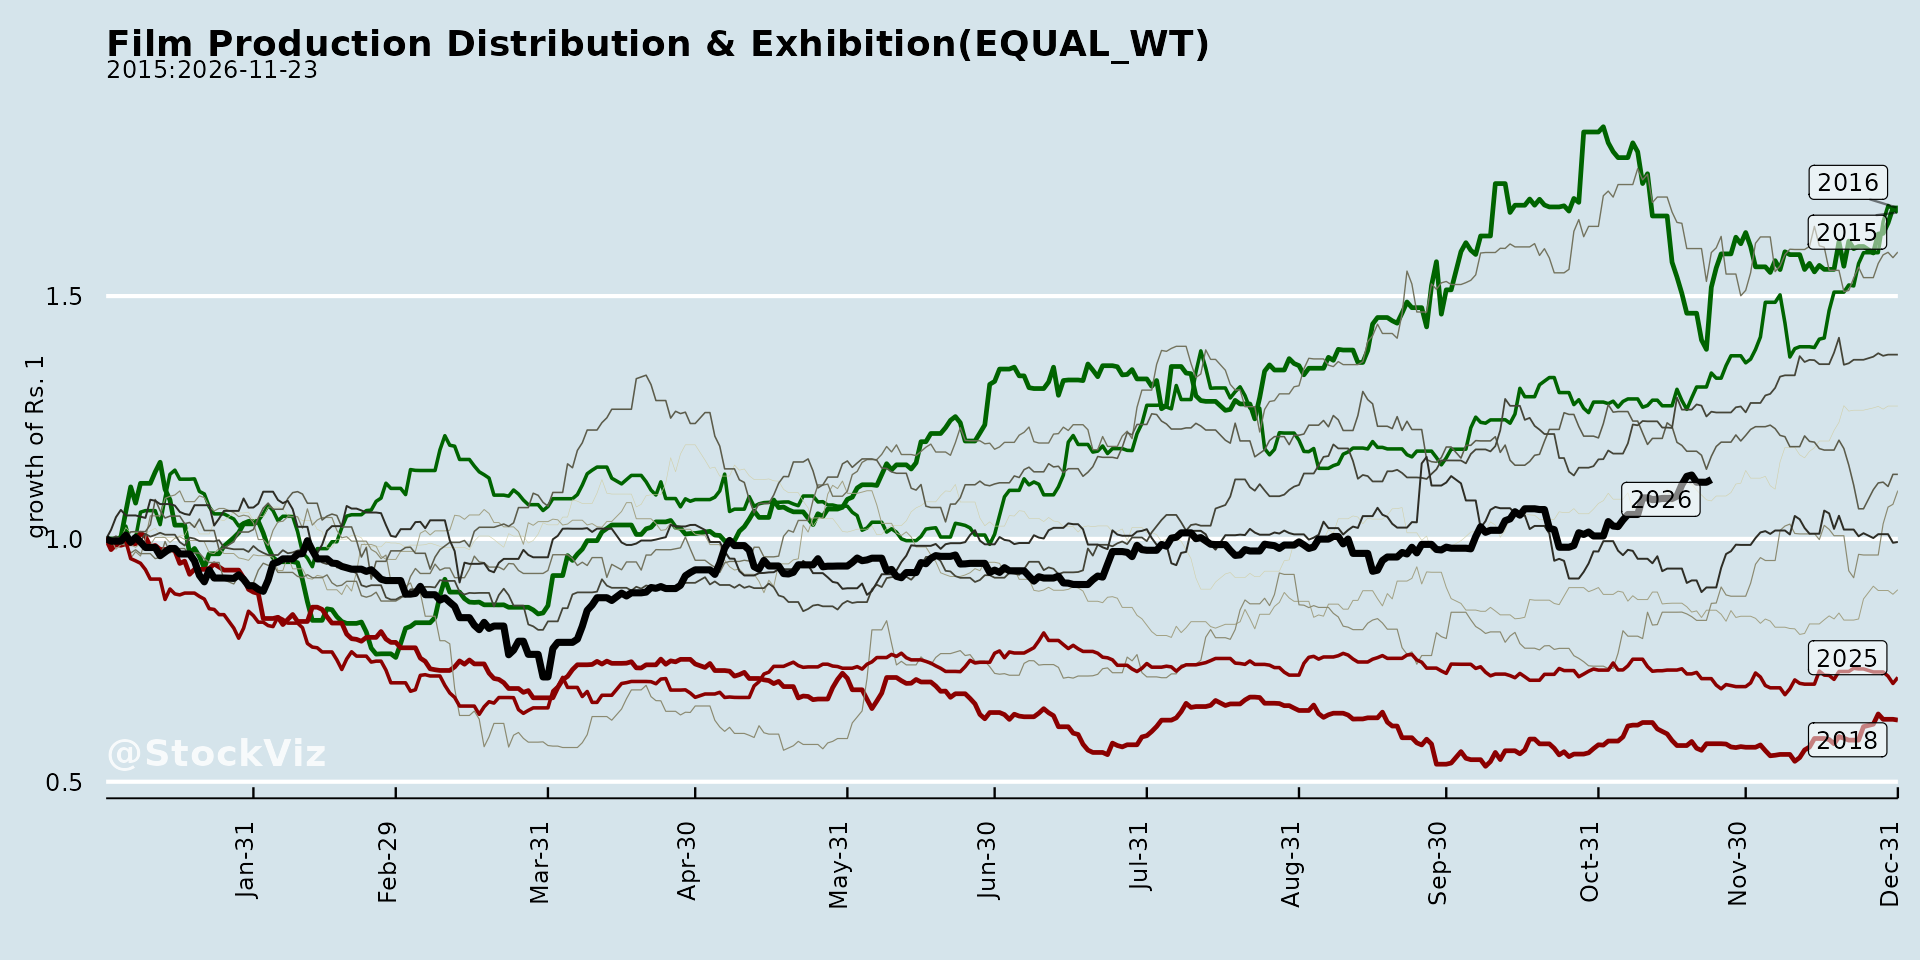 Film Production Distribution & Exhibition(EQUAL_WT)
2015:2026-11-23
growth of Rs. 1
1.5
1.0
0.5
2016
2015
2026
2025
2018
@StockViz
Jan-31
Feb-29
Mar-31
Apr-30
May-31
Jun-30
Jul-31
Aug-31
Sep-30
Oct-31
Nov-30
Dec-31